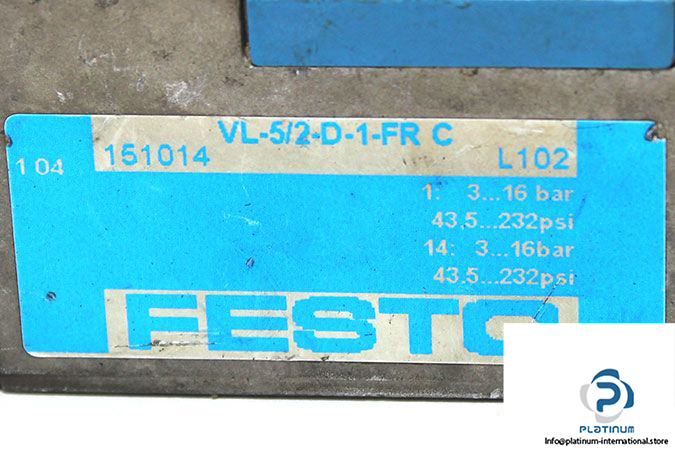 VL-5/2-D-1-FR C
151014 L102
1 04
1: 3...16 bar
43,5...232psi
14: 3...16bar
43,5...232psi
FESTO
PLATINUM
Info@platinum-international.store